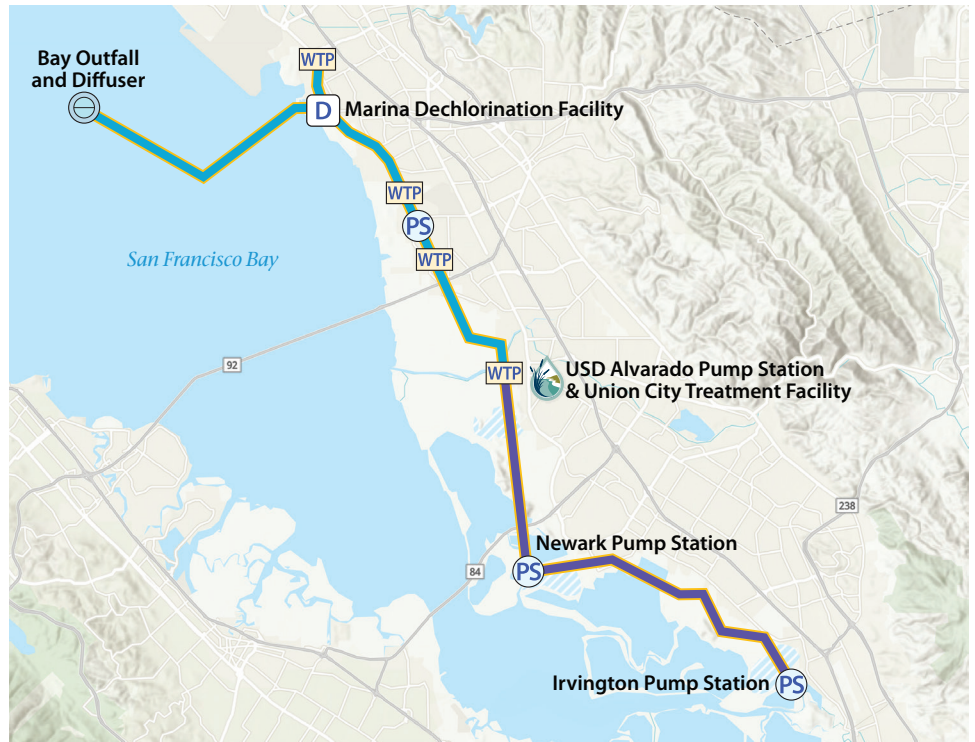 Bay Outfall
and Diffuser
WTP
D
Marina Dechlorination Facility
WTP
PS
San Francisco Bay
WTP
92
WTP
USD Alvarado Pump Station
& Union City Treatment Facility
238
Newark Pump Station
84
PS
Irvington Pump Station
PS